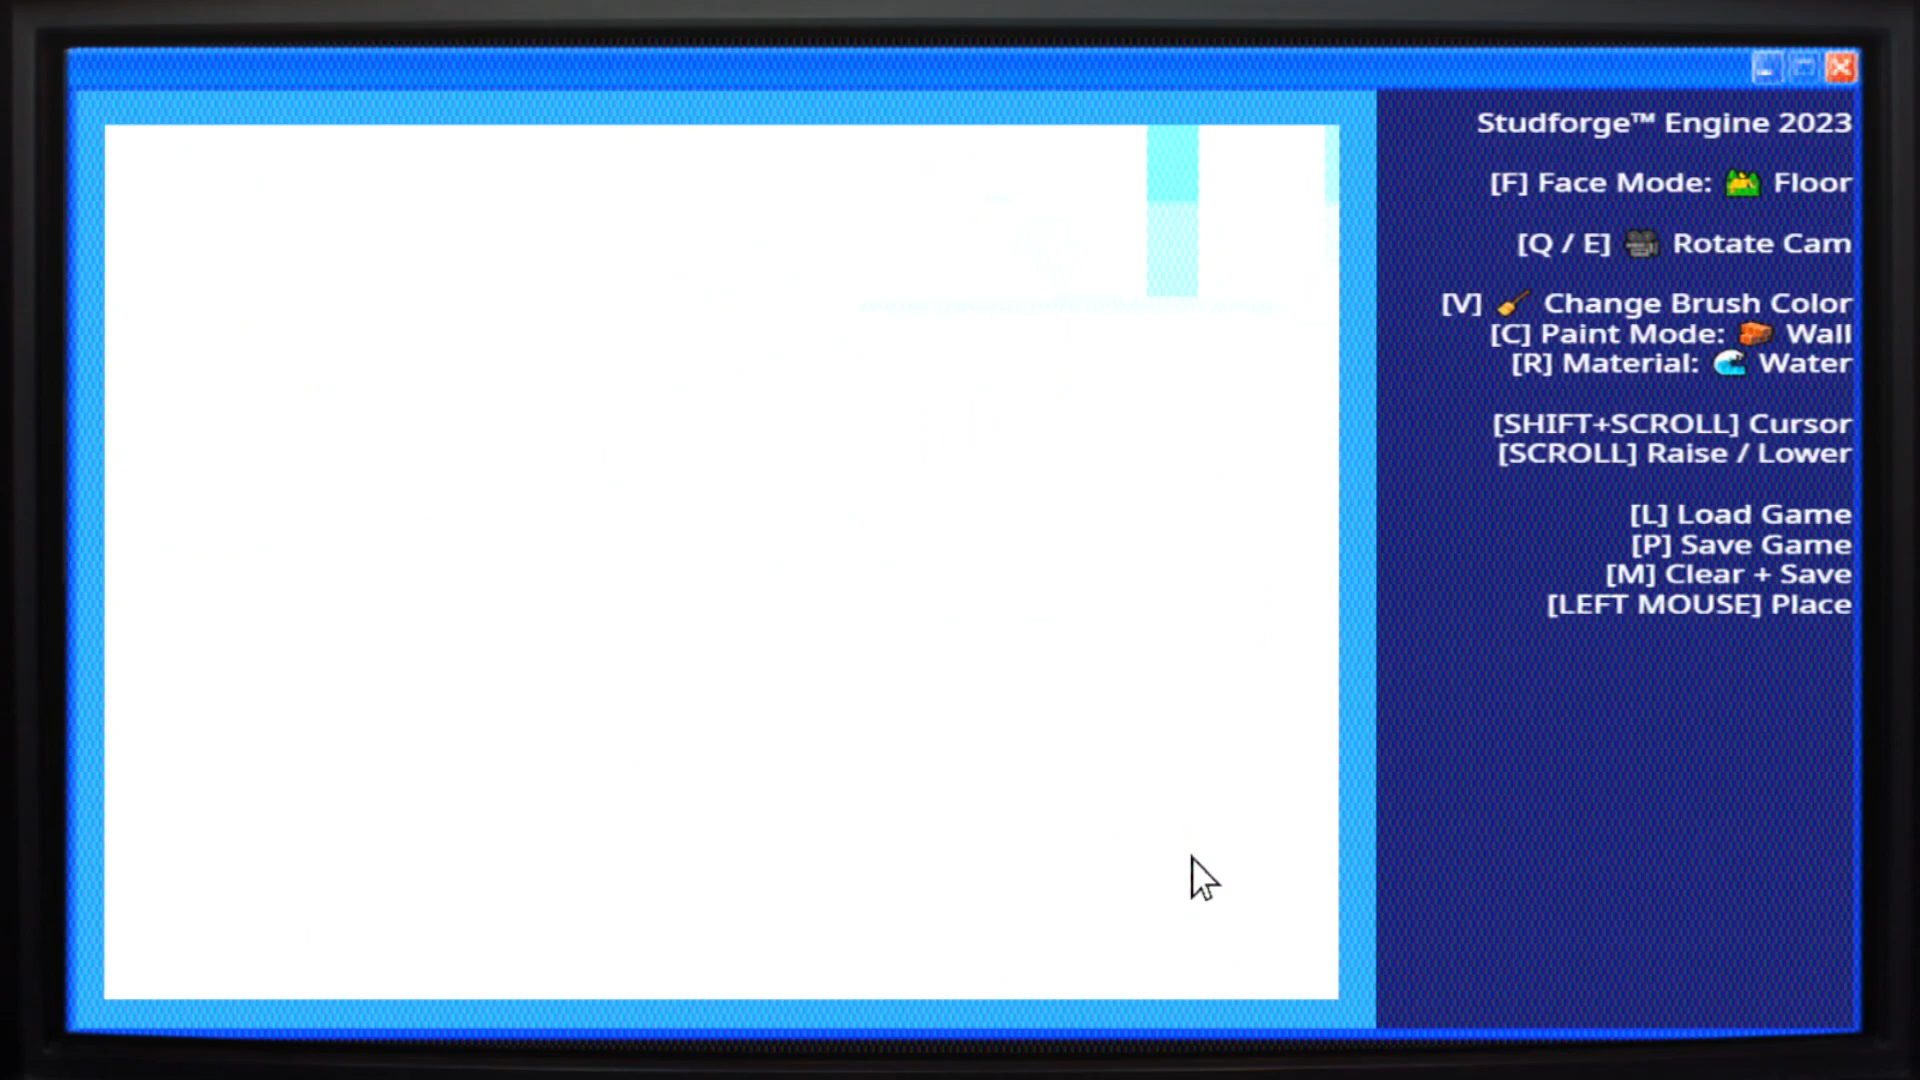 Studforge™ Engine 2023
[F] Face Mode: 🏞️ Floor
[Q / E] 🎥 Rotate Cam
[V] 🖌️ Change Brush Color
[C] Paint Mode: 🧱 Wall
[R] Material: 🌊 Water
[SHIFT+SCROLL] Cursor
[SCROLL] Raise / Lower
[L] Load Game
[P] Save Game
[M] Clear + Save
[LEFT MOUSE] Place